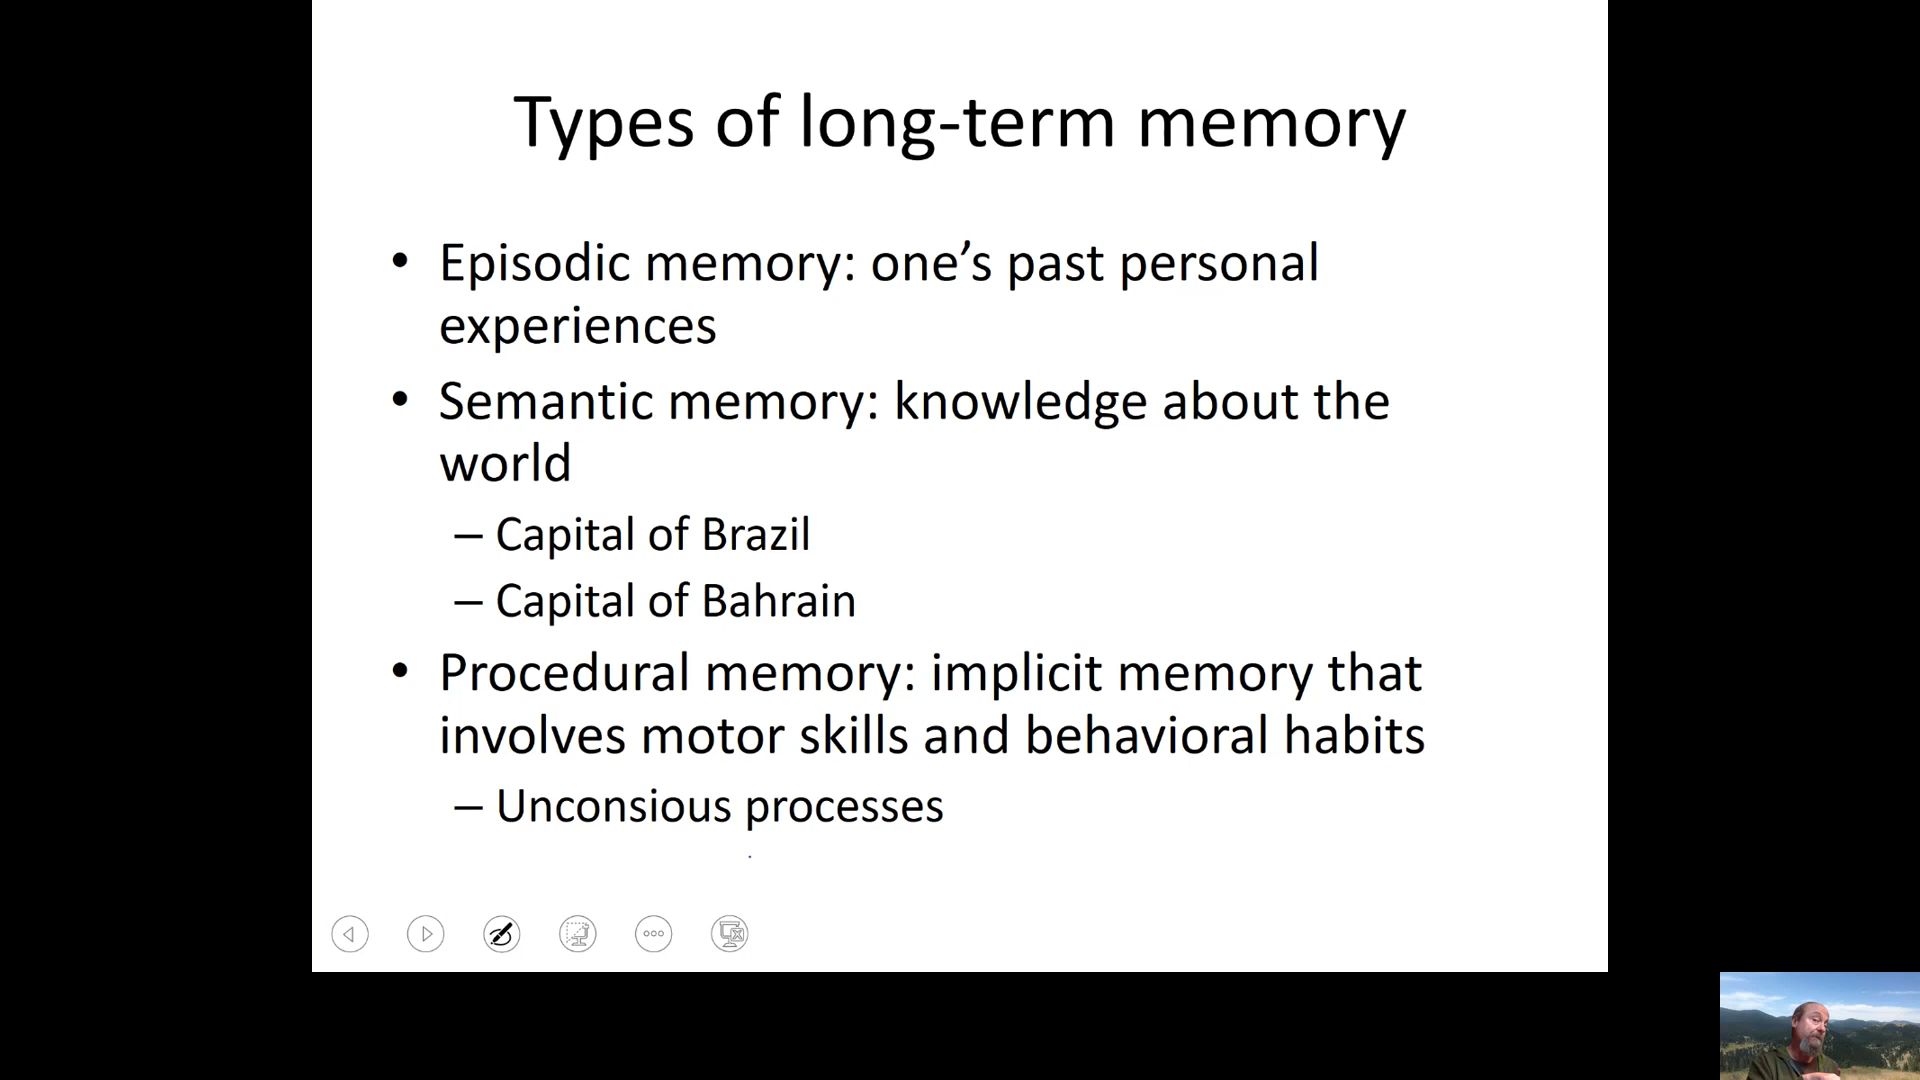 Types of long-term memory
• Episodic memory: one’s past personal
experiences
• Semantic memory: knowledge about the
world
– Capital of Brazil
– Capital of Bahrain
• Procedural memory: implicit memory that
involves motor skills and behavioral habits
– Unconsious processes